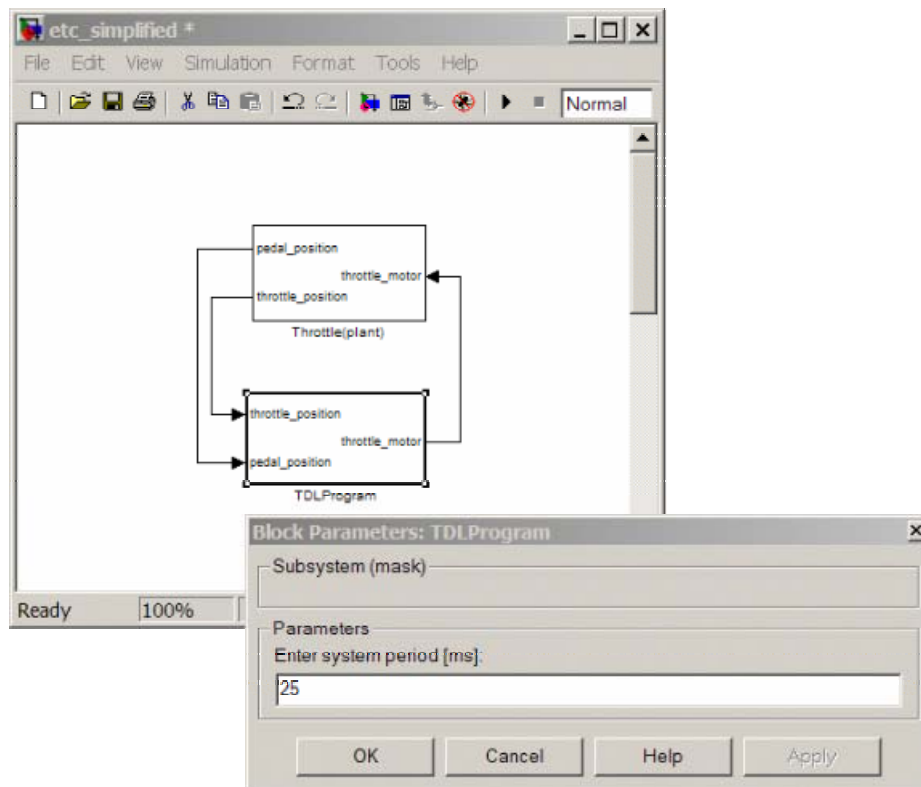 etc_simplified *
File Edit View Simulation Format Tools Help
Normal
pedal_position
throttle_motor
throttle_position
Throttle(plant)
throttle_position
throttle_motor
pedal_position
TDLProgram
Ready 100%
Block Parameters: TDLProgram
Subsystem (mask)
Parameters
Enter system period [ms]:
25
OK Cancel Help Apply